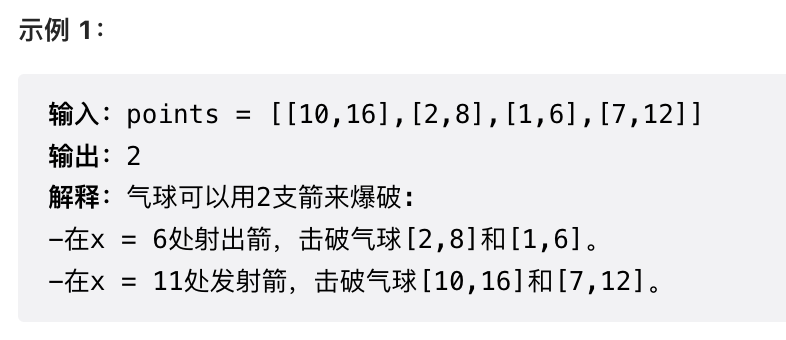 示例 1：
输入：points = [[10,16],[2,8],[1,6],[7,12]]
输出：2
解释：气球可以用2支箭来爆破:
-在x = 6处射出箭，击破气球[2,8]和[1,6]。
-在x = 11处发射箭，击破气球[10,16]和[7,12]。